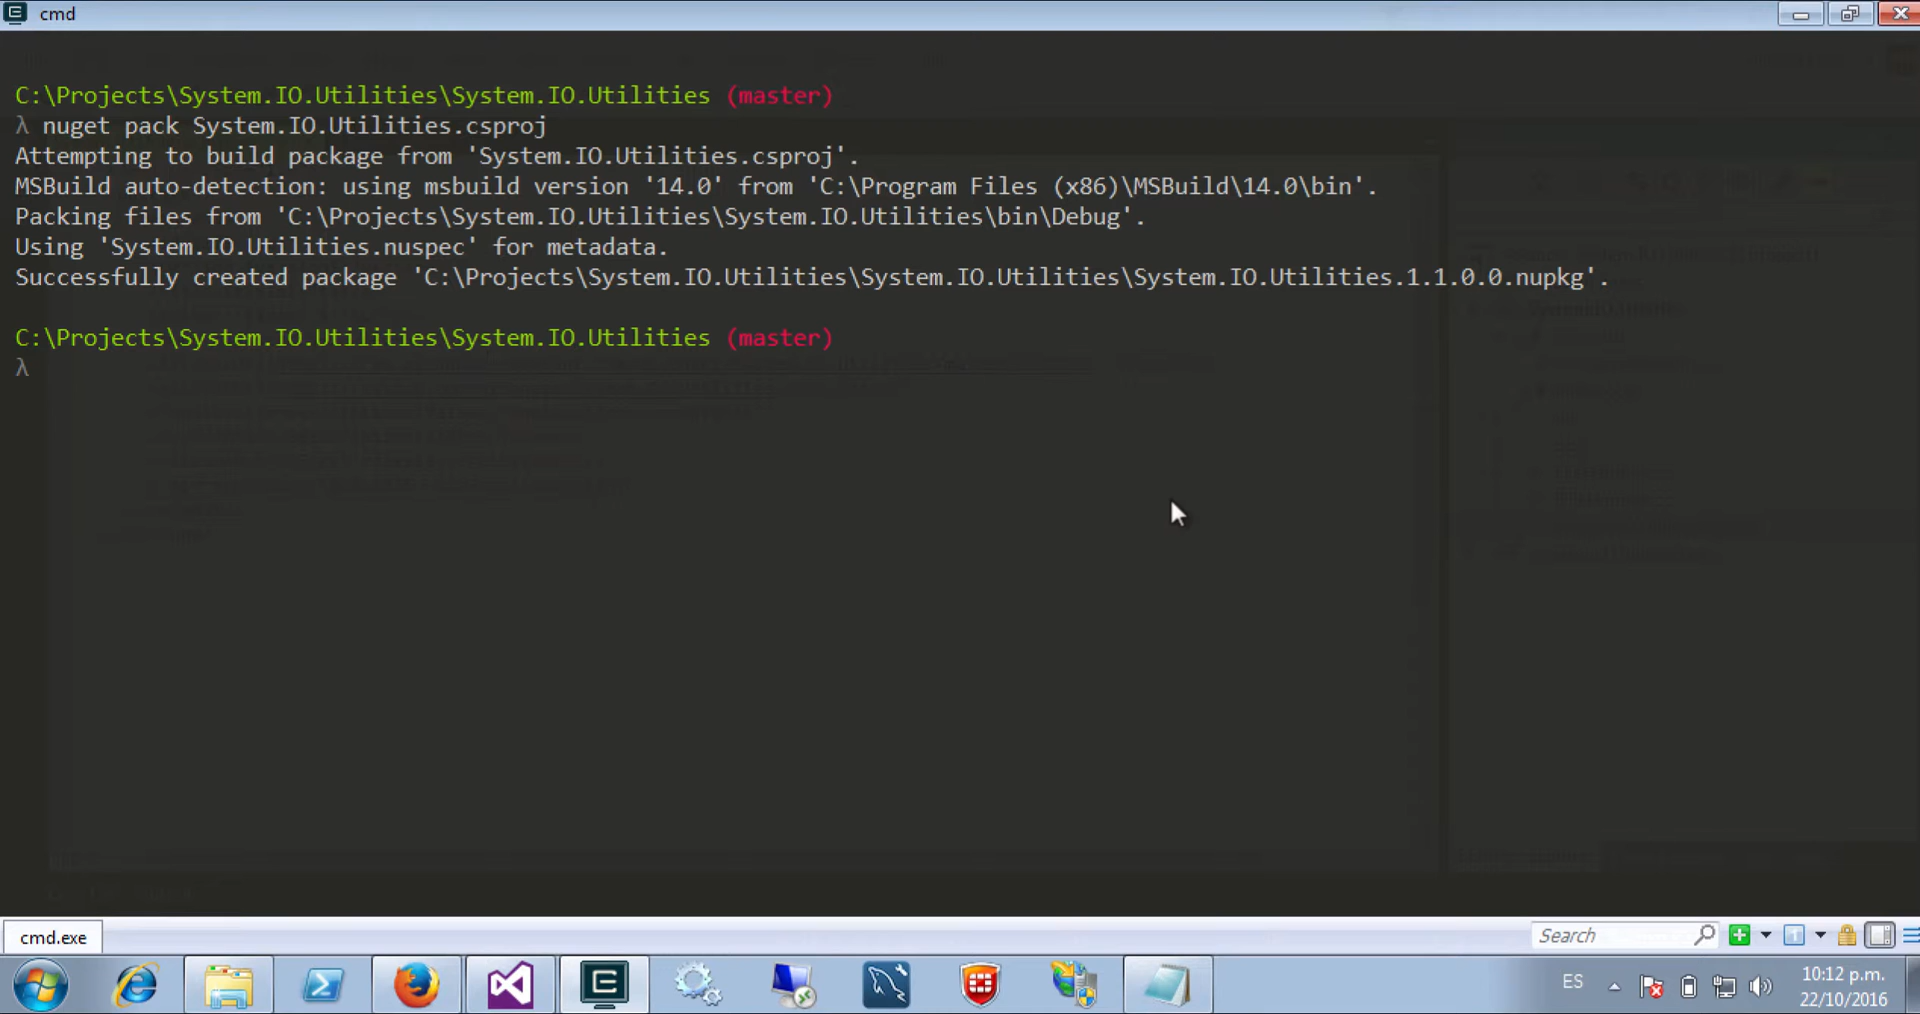 cmd
C:\Projects\System.IO.Utilities\System.IO.Utilities (master)
λ nuget pack System.IO.Utilities.csproj
Attempting to build package from 'System.IO.Utilities.csproj'.
MSBuild auto-detection: using msbuild version '14.0' from 'C:\Program Files (x86)\MSBuild\14.0\bin'.
Packing files from 'C:\Projects\System.IO.Utilities\System.IO.Utilities\bin\Debug'.
Using 'System.IO.Utilities.nuspec' for metadata.
Successfully created package 'C:\Projects\System.IO.Utilities\System.IO.Utilities\System.IO.Utilities.1.1.0.0.nupkg'.
C:\Projects\System.IO.Utilities\System.IO.Utilities (master)
λ
cmd.exe
Search
ES
10:12 p.m.
22/10/2016